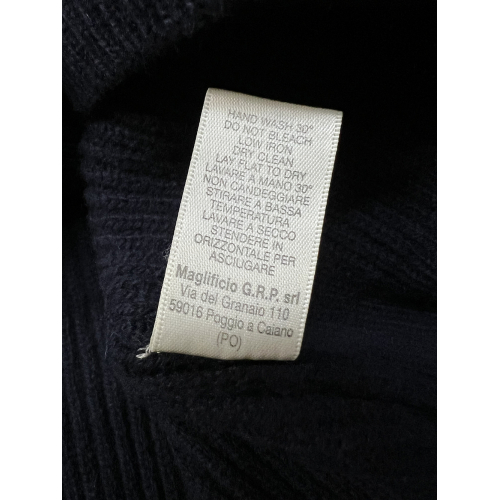 HAND WASH 30°
DO NOT BLEACH
LOW IRON
DRY CLEAN
LAY FLAT TO DRY
LAVARE A MANO 30°
NON CANDEGGIARE
STIRARE A BASSA
TEMPERATURA
LAVARE A SECCO
STENDERE IN
ORIZZONTALE PER
ASCIUGARE
Maglificio G.R.P. srl
Via del Granaio 110
59016 Poggio a Caiano
(PO)